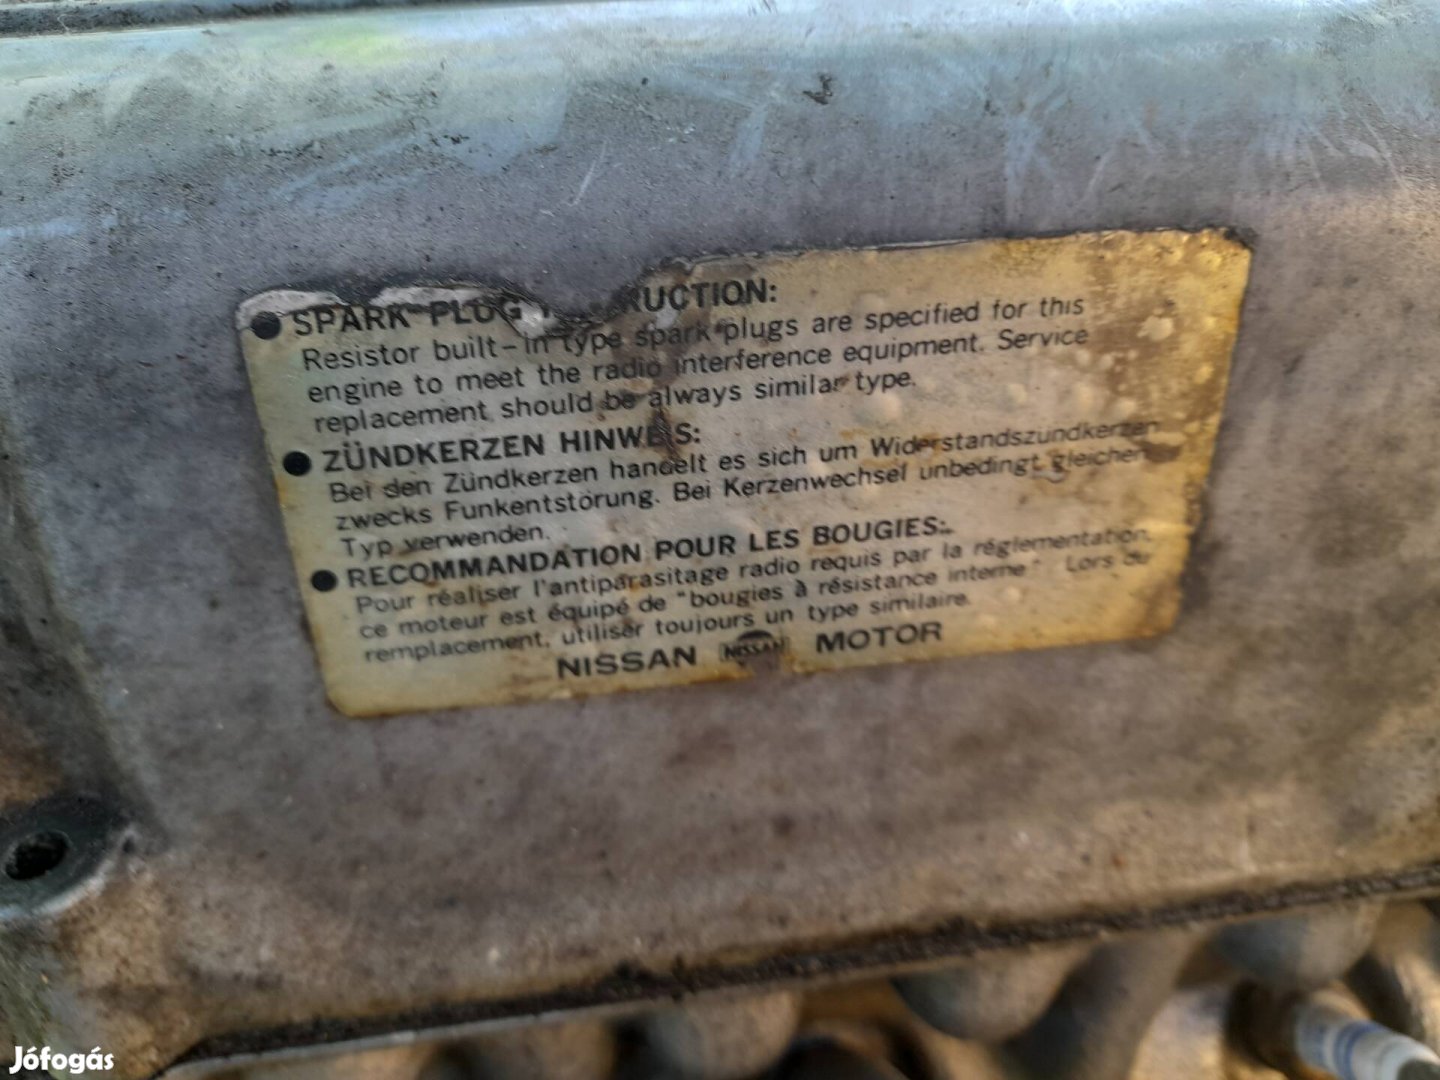 ● SPARK PLUG RUCTION:
Resistor built-in type spark plugs are specified for this
engine to meet the radio interference equipment. Service
replacement should be always similar type.
● ZÜNDKERZEN HINWEIS:
Bei den Zündkerzen handelt es sich um Widerstandszündkerzen
zwecks Funkentstörung. Bei Kerzenwechsel unbedingt gleichen
Typ verwenden.
● RECOMMANDATION POUR LES BOUGIES:
Pour réaliser l'antiparasitage radio requis par la réglementation,
ce moteur est équipé de "bougies à résistance interne" Lors du
remplacement, utiliser toujours un type similaire.
NISSAN NISSAN MOTOR
Jófogás